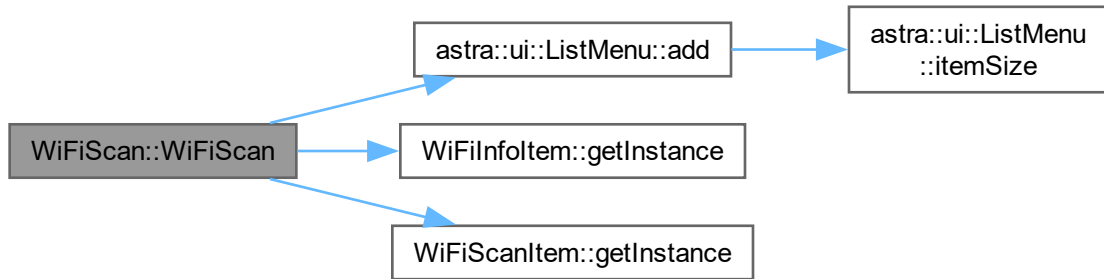 astra::ui::ListMenu::add
astra::ui::ListMenu
::itemSize
WiFiScan::WiFiScan
WiFiInfoItem::getInstance
WiFiScanItem::getInstance